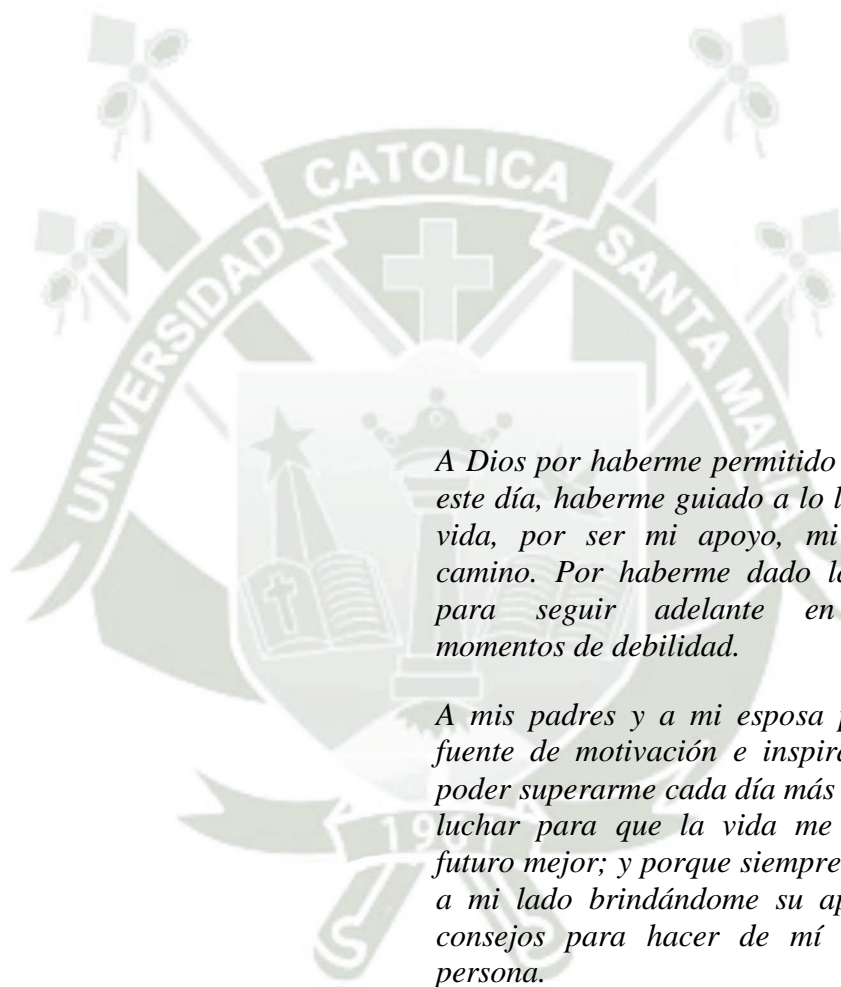 UNIVERSIDAD CATOLICA SANTA MARIA
A Dios por haberme permitido
este día, haberme guiado a lo
vida, por ser mi apoyo, mi
camino. Por haberme dado
para seguir adelante en
momentos de debilidad.
A mis padres y a mi esposa
fuente de motivación e
poder superarme cada día más
luchar para que la vida me
futuro mejor; y porque siempre
a mi lado brindándome su
consejos para hacer de mí
persona.